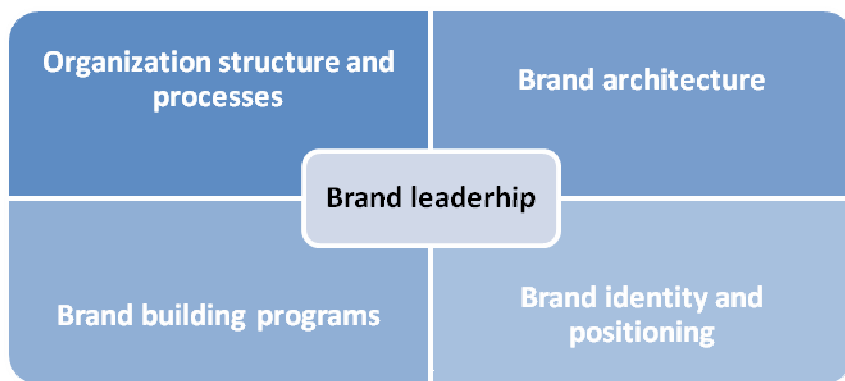 Organization structure and
processes
Brand architecture
Brand leaderhip
Brand building programs
Brand identity and
positioning